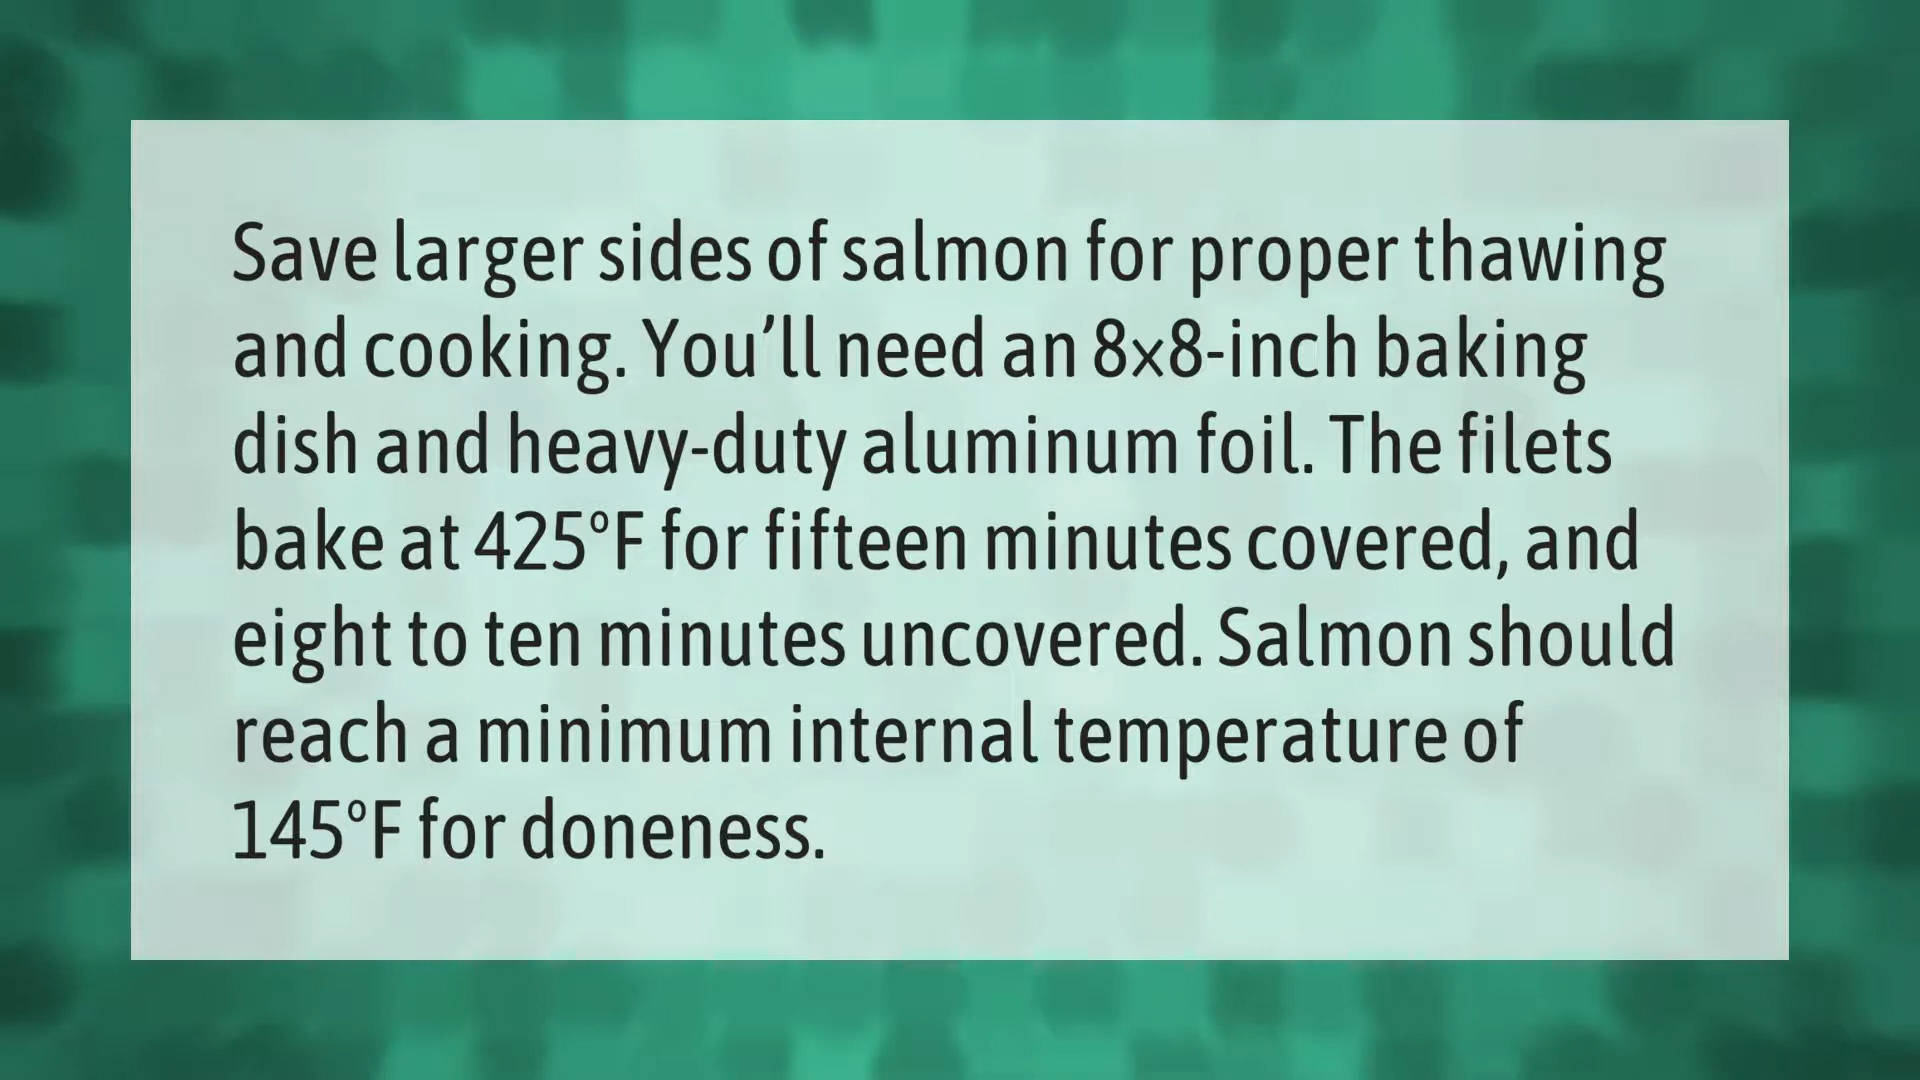 Save larger sides of salmon for proper thawing
and cooking. You’ll need an 8×8-inch baking
dish and heavy-duty aluminum foil. The filets
bake at 425ºF for fifteen minutes covered, and
eight to ten minutes uncovered. Salmon should
reach a minimum internal temperature of
145ºF for doneness.